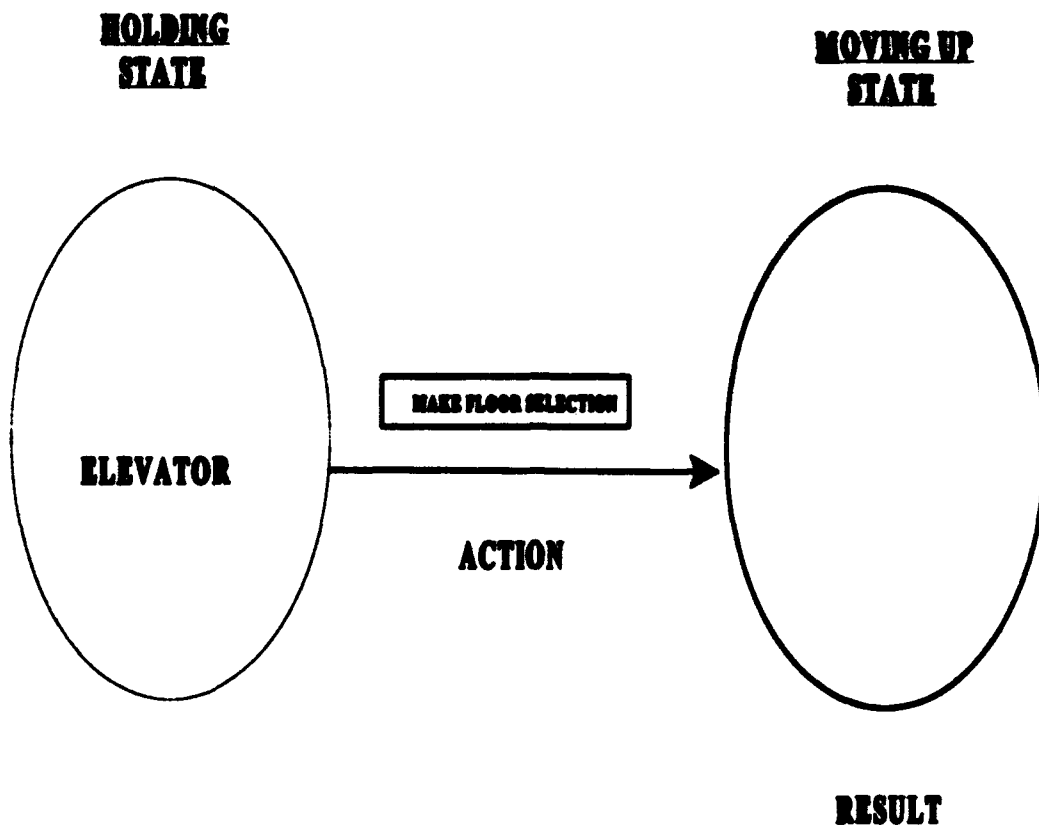 HOLDING
STATE
MOVING UP
STATE
MAKE FLOOR SELECTION
ELEVATOR
ACTION
RESULT